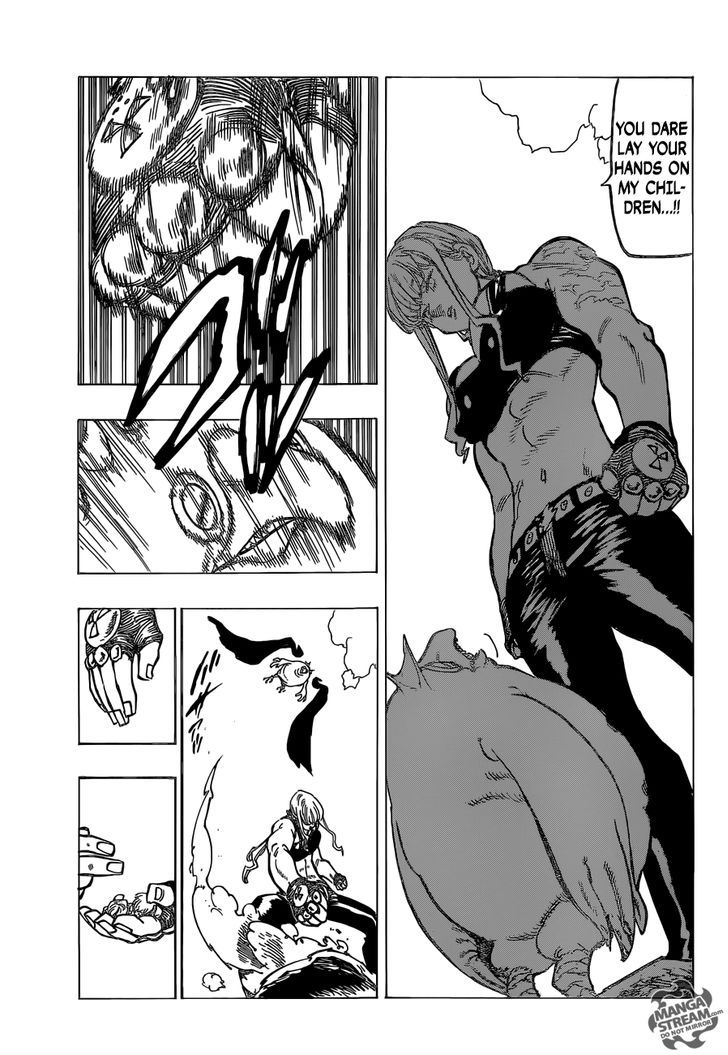 YOU DARE
LAY YOUR
HANDS ON
MY CHIL-
DREN...!!
MANGA
STREAM.com
DO NOT MIRROR